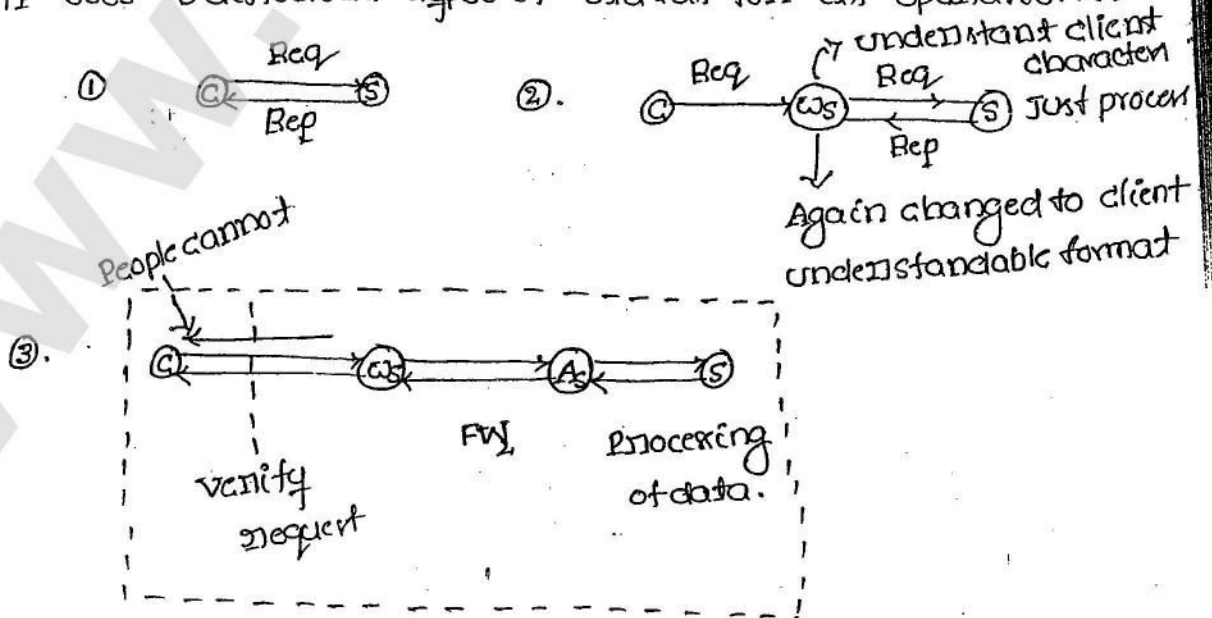 ① C Req Rep S
②. C Req WS Req Rep S
understant client
character
Just process
Again changed to client
understandable format
People cannot
③. C WS AS S
FW
Processing
of data.
verify
request